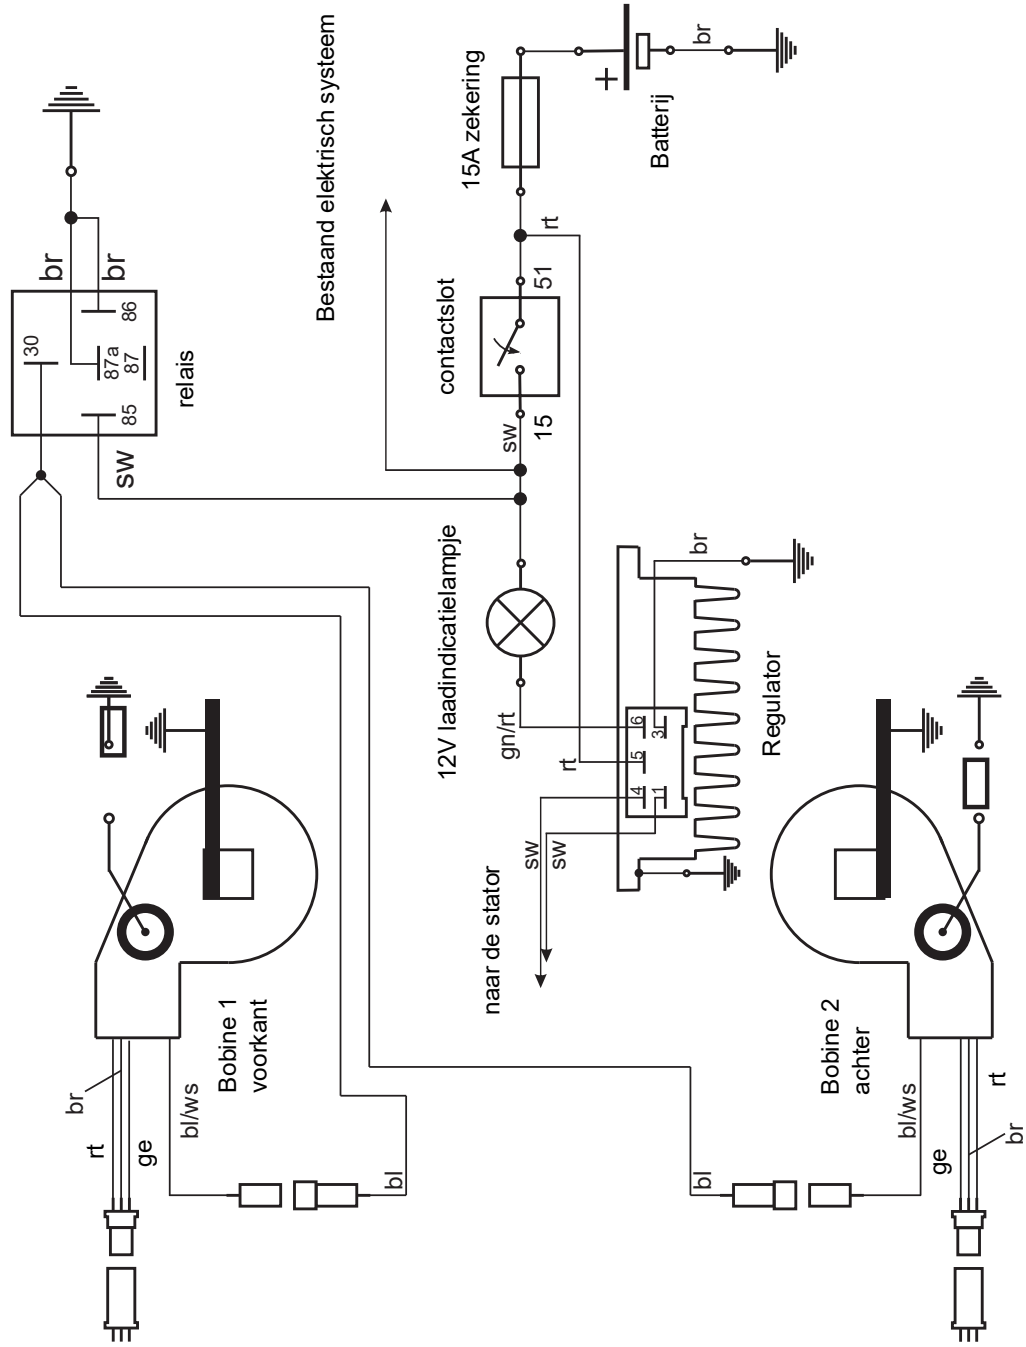 Bestaand elektrisch systeem
15A zekering
br
Batterij
br
br
30
87a
87
86
85
relais
sw
rt
51
contactslot
15
sw
12V laadindicatielampje
gn/rt
rt
br
6
3
5
4
1
Regulator
sw
sw
naar de stator
Bobine 1
voorkant
br
rt
ge
bl/ws
bl
Bobine 2
achter
bl/ws
bl
ge
rt
br